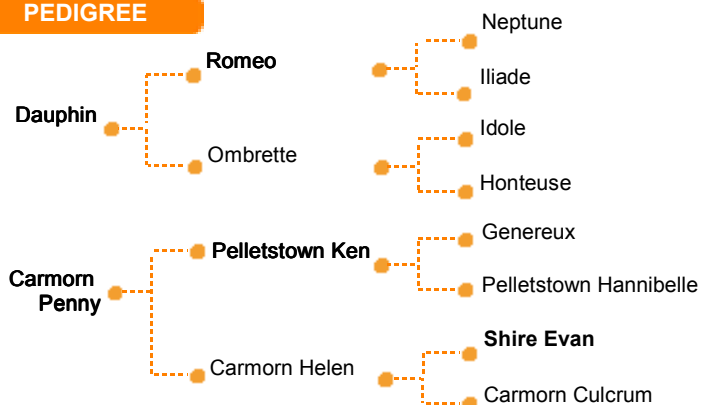 PEDIGREE
Neptune
Romeo
Iliade
Dauphin
Idole
Ombrette
Honteuse
Genereux
Pelletstown Ken
Carmorn
Penny
Pelletstown Hannibelle
Shire Evan
Carmorn Helen
Carmorn Culcrum